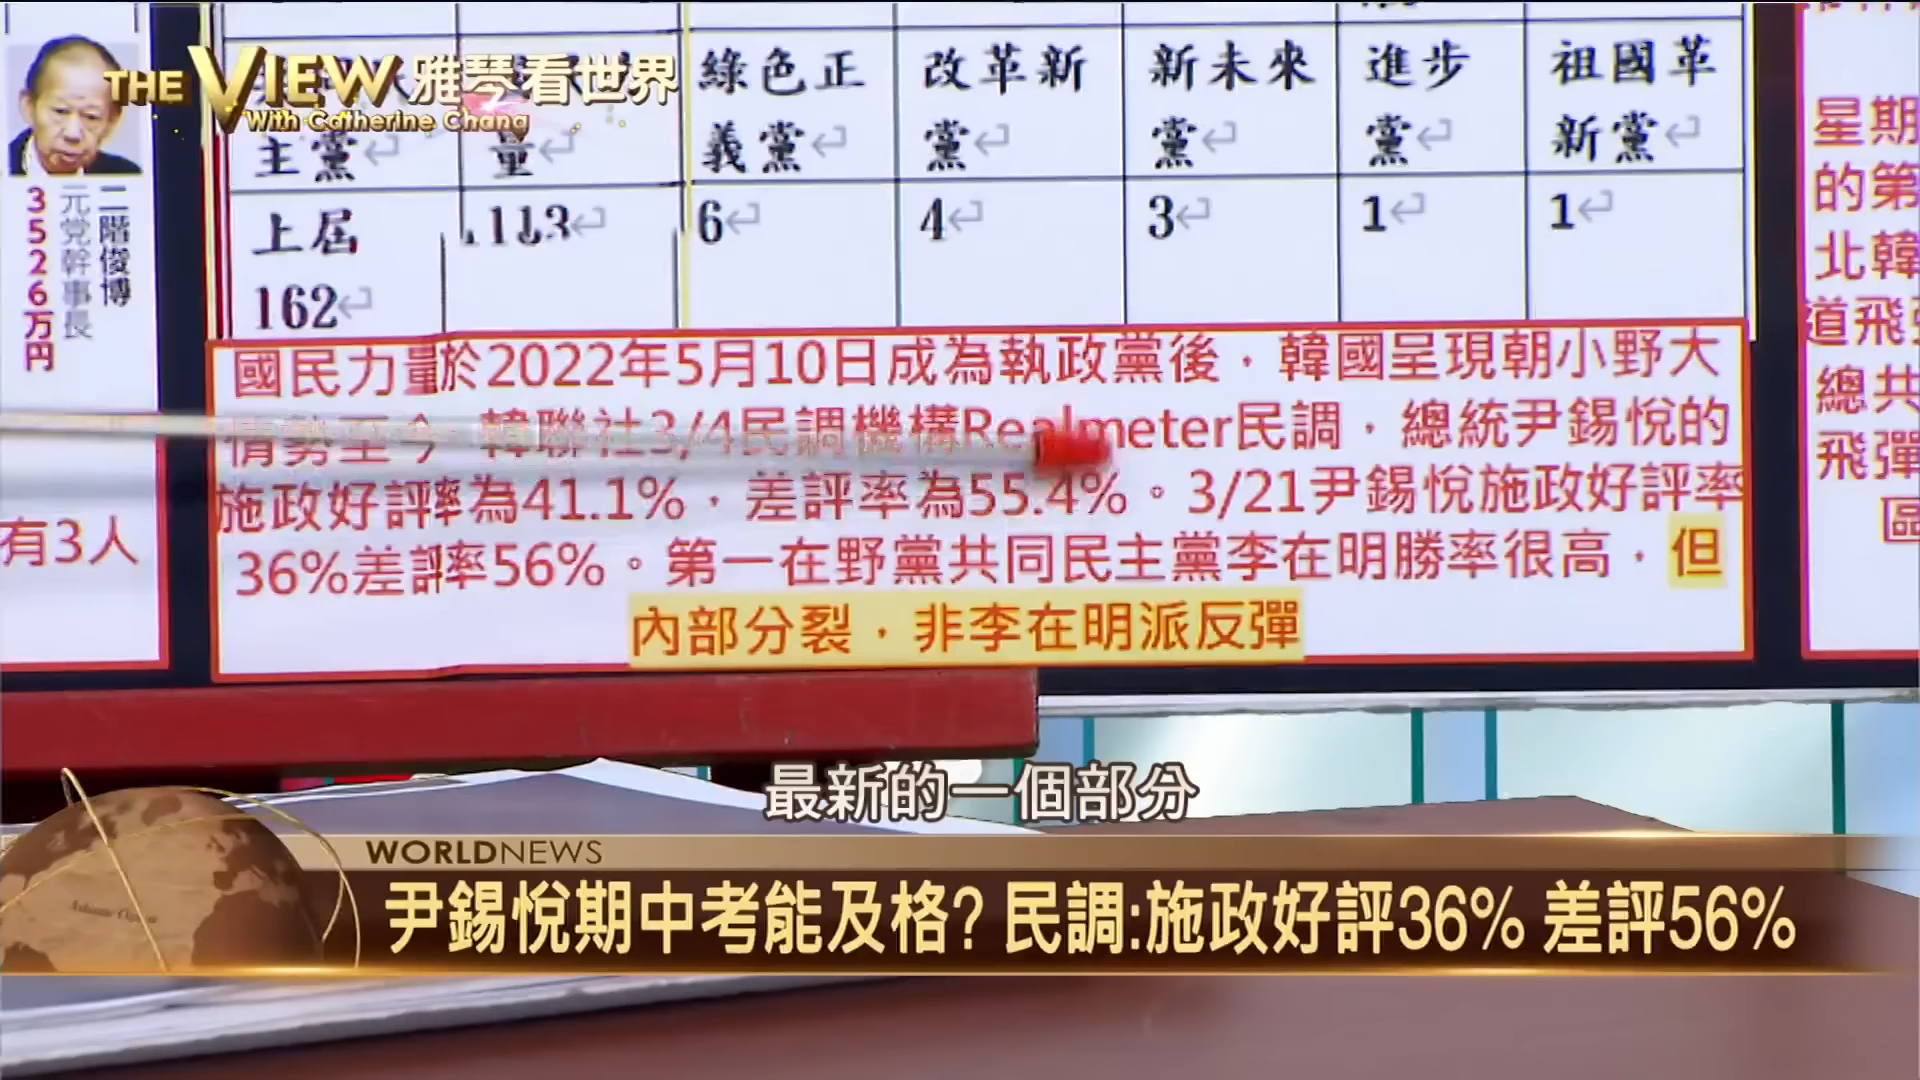 THE VIEW 雅琴看世界
With Catherine Chang
二階俊博
元党幹事長
3526万円
有3人
主黨
量
綠色正義黨
改革新黨
新未來黨
進步黨
祖國革新黨
上屆162
113
6
4
3
1
1
國民力量於2022年5月10日成為執政黨後，韓國呈現朝小野大
情勢至今 韓聯社3/4民調機構Realmeter民調，總統尹錫悅的
施政好評率為41.1%，差評率為55.4%。3/21尹錫悅施政好評率
36%差評率56%。第一在野黨共同民主黨李在明勝率很高，但
內部分裂，非李在明派反彈
星期
的第
北韓
道飛
總共
飛彈
區
最新的一個部分
WORLDNEWS
尹錫悅期中考能及格? 民調:施政好評36% 差評56%